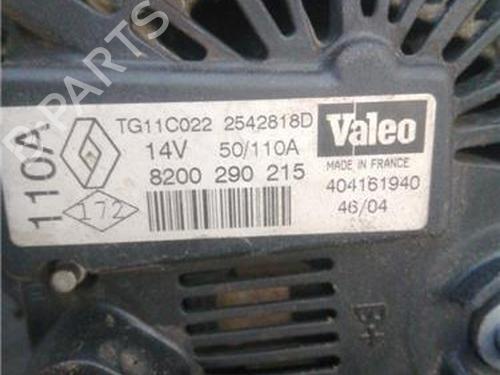 110A
TG11C022 2542818D
14V 50/110A
8200 290 215
172
Valeo
MADE IN FRANCE
404161940
46/04
B+
B-PARTS